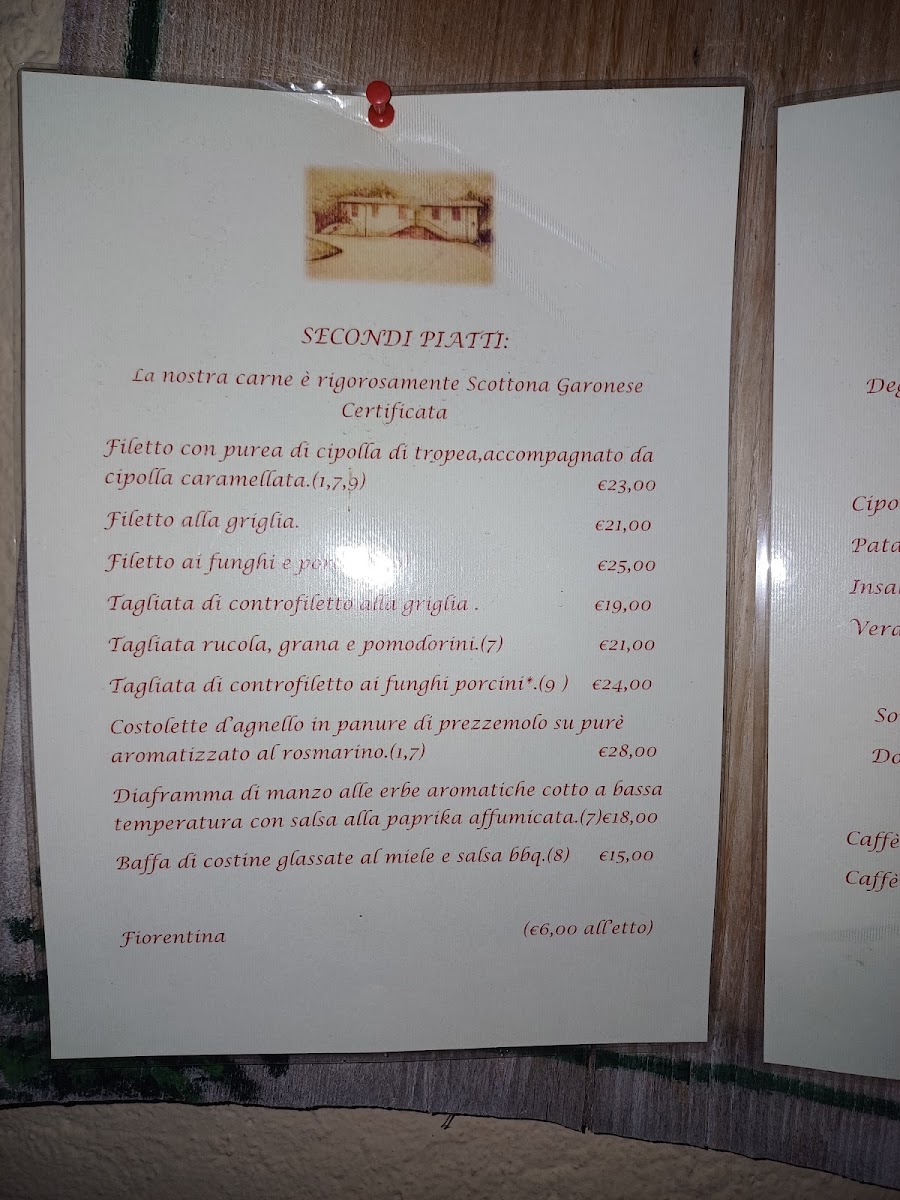 SECONDI PIATTI:
La nostra carne è rigorosamente Scottona Garonese
Certificata
Filetto con purea di cipolla di tropea,accompagnato da
cipolla caramellata.(1,7,9) €23,00
Filetto alla griglia. €21,00
Filetto ai funghi e €25,00
Tagliata di controfiletto alla griglia . €19,00
Tagliata rucola, grana e pomodorini.(7) €21,00
Tagliata di controfiletto ai funghi porcini*.(9 ) €24,00
Costolette d'agnello in panure di prezzemolo su purè
aromatizzato al rosmarino.(1,7) €28,00
Diaframma di manzo alle erbe aromatiche cotto a bassa
temperatura con salsa alla paprika affumicata.(7)€18,00
Baffa di costine glassate al miele e salsa bbq.(8) €15,00
Fiorentina (€6,00 all'etto)
Caffè
Caffè